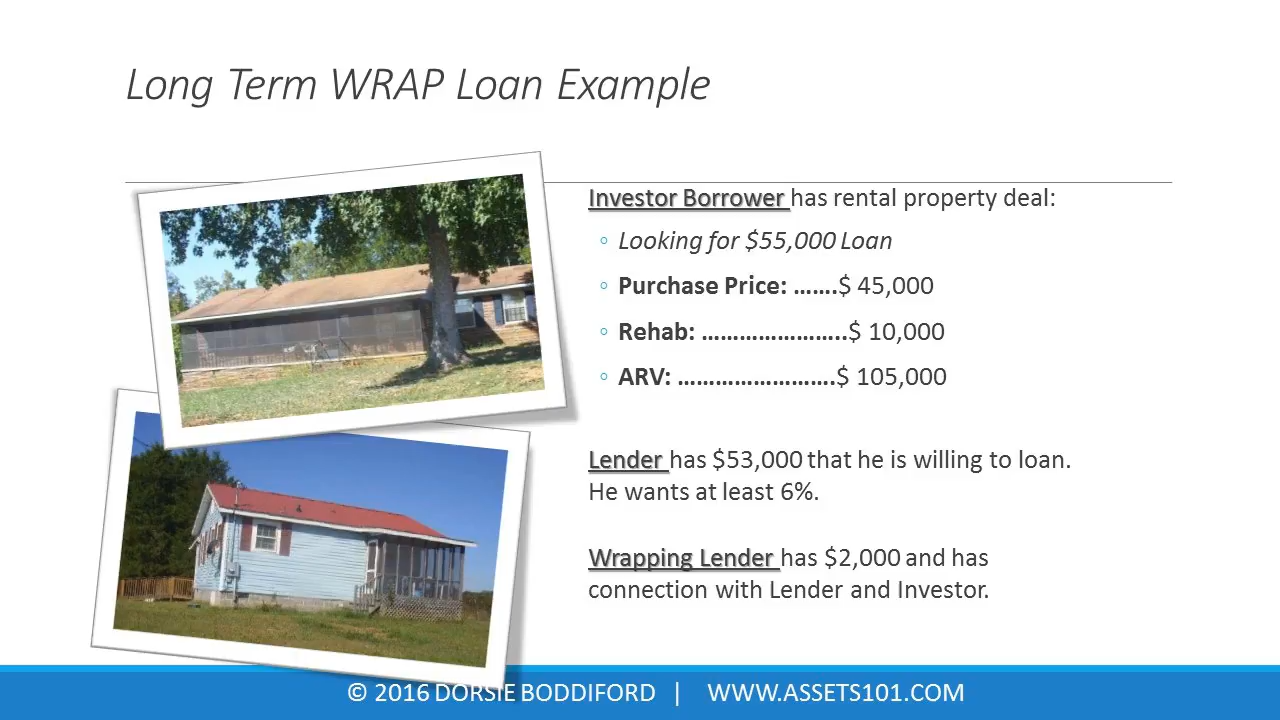 Long Term WRAP Loan Example
Investor Borrower has rental property deal:
◦ Looking for $55,000 Loan
◦ Purchase Price: …….$ 45,000
◦ Rehab: …………………..$ 10,000
◦ ARV: …………………….$ 105,000
Lender has $53,000 that he is willing to loan.
He wants at least 6%.
Wrapping Lender has $2,000 and has
connection with Lender and Investor.
© 2016 DORSIE BODDIFORD | WWW.ASSETS101.COM